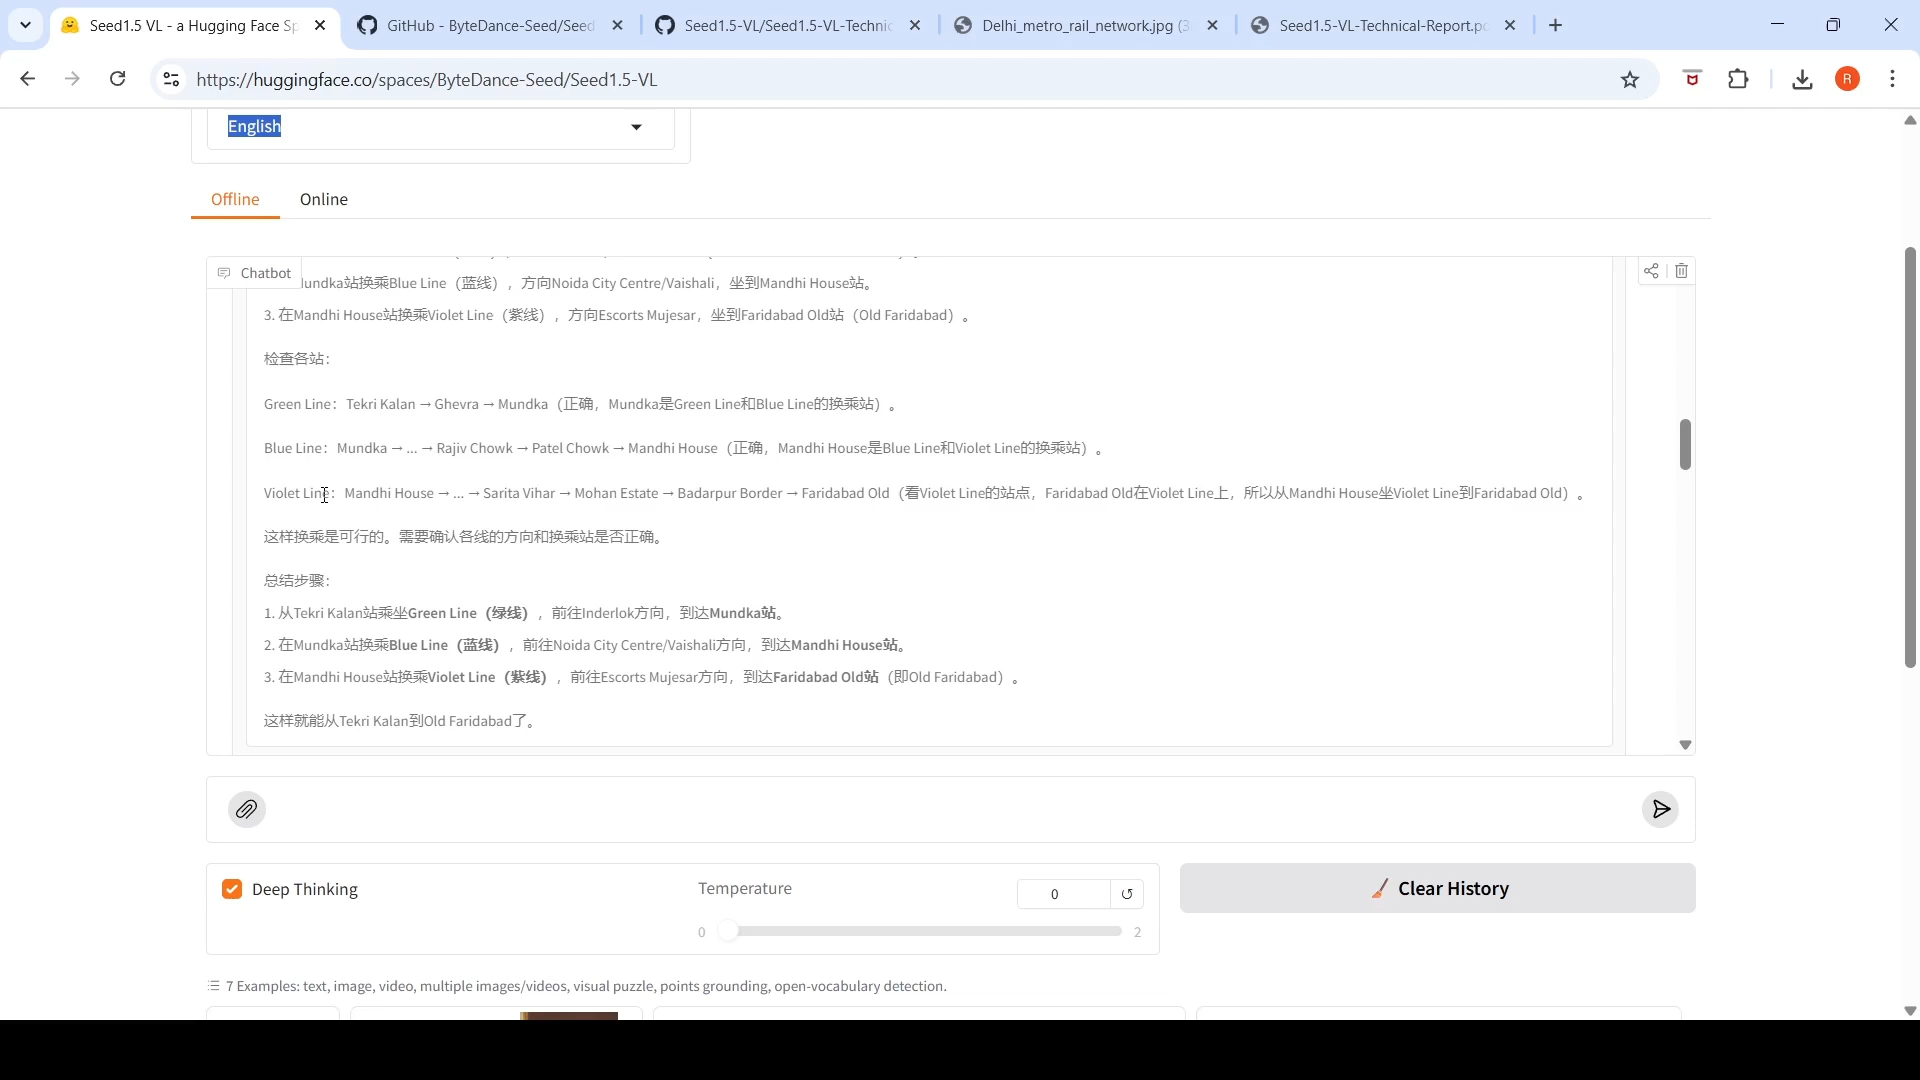 Seed1.5 VL - a Hugging Face Sp
GitHub - ByteDance-Seed/Seed
Seed1.5-VL/Seed1.5-VL-Technic
Delhi_metro_rail_network.jpg (3
Seed1.5-VL-Technical-Report.pd
https://huggingface.co/spaces/ByteDance-Seed/Seed1.5-VL
R
English
Offline
Online
Chatbot
undka站换乘Blue Line（蓝线），方向Noida City Centre/Vaishali，坐到Mandhi House站。
3. 在Mandhi House站换乘Violet Line（紫线），方向Escorts Mujesar，坐到Faridabad Old站（Old Faridabad）。
检查各站：
Green Line：Tekri Kalan → Ghevra → Mundka（正确，Mundka是Green Line和Blue Line的换乘站）。
Blue Line：Mundka → ... → Rajiv Chowk → Patel Chowk → Mandhi House（正确，Mandhi House是Blue Line和Violet Line的换乘站）。
Violet Line：Mandhi House → ... → Sarita Vihar → Mohan Estate → Badarpur Border → Faridabad Old（看Violet Line的站点，Faridabad Old在Violet Line上，所以从Mandhi House坐Violet Line到Faridabad Old）。
这样换乘是可行的。需要确认各线的方向和换乘站是否正确。
总结步骤：
1. 从Tekri Kalan站乘坐Green Line（绿线），前往Inderlok方向，到达Mundka站。
2. 在Mundka站换乘Blue Line（蓝线），前往Noida City Centre/Vaishali方向，到达Mandhi House站。
3. 在Mandhi House站换乘Violet Line（紫线），前往Escorts Mujesar方向，到达Faridabad Old站（即Old Faridabad）。
这样就能从Tekri Kalan到Old Faridabad了。
Deep Thinking
Temperature
0
0
2
Clear History
7 Examples: text, image, video, multiple images/videos, visual puzzle, points grounding, open-vocabulary detection.